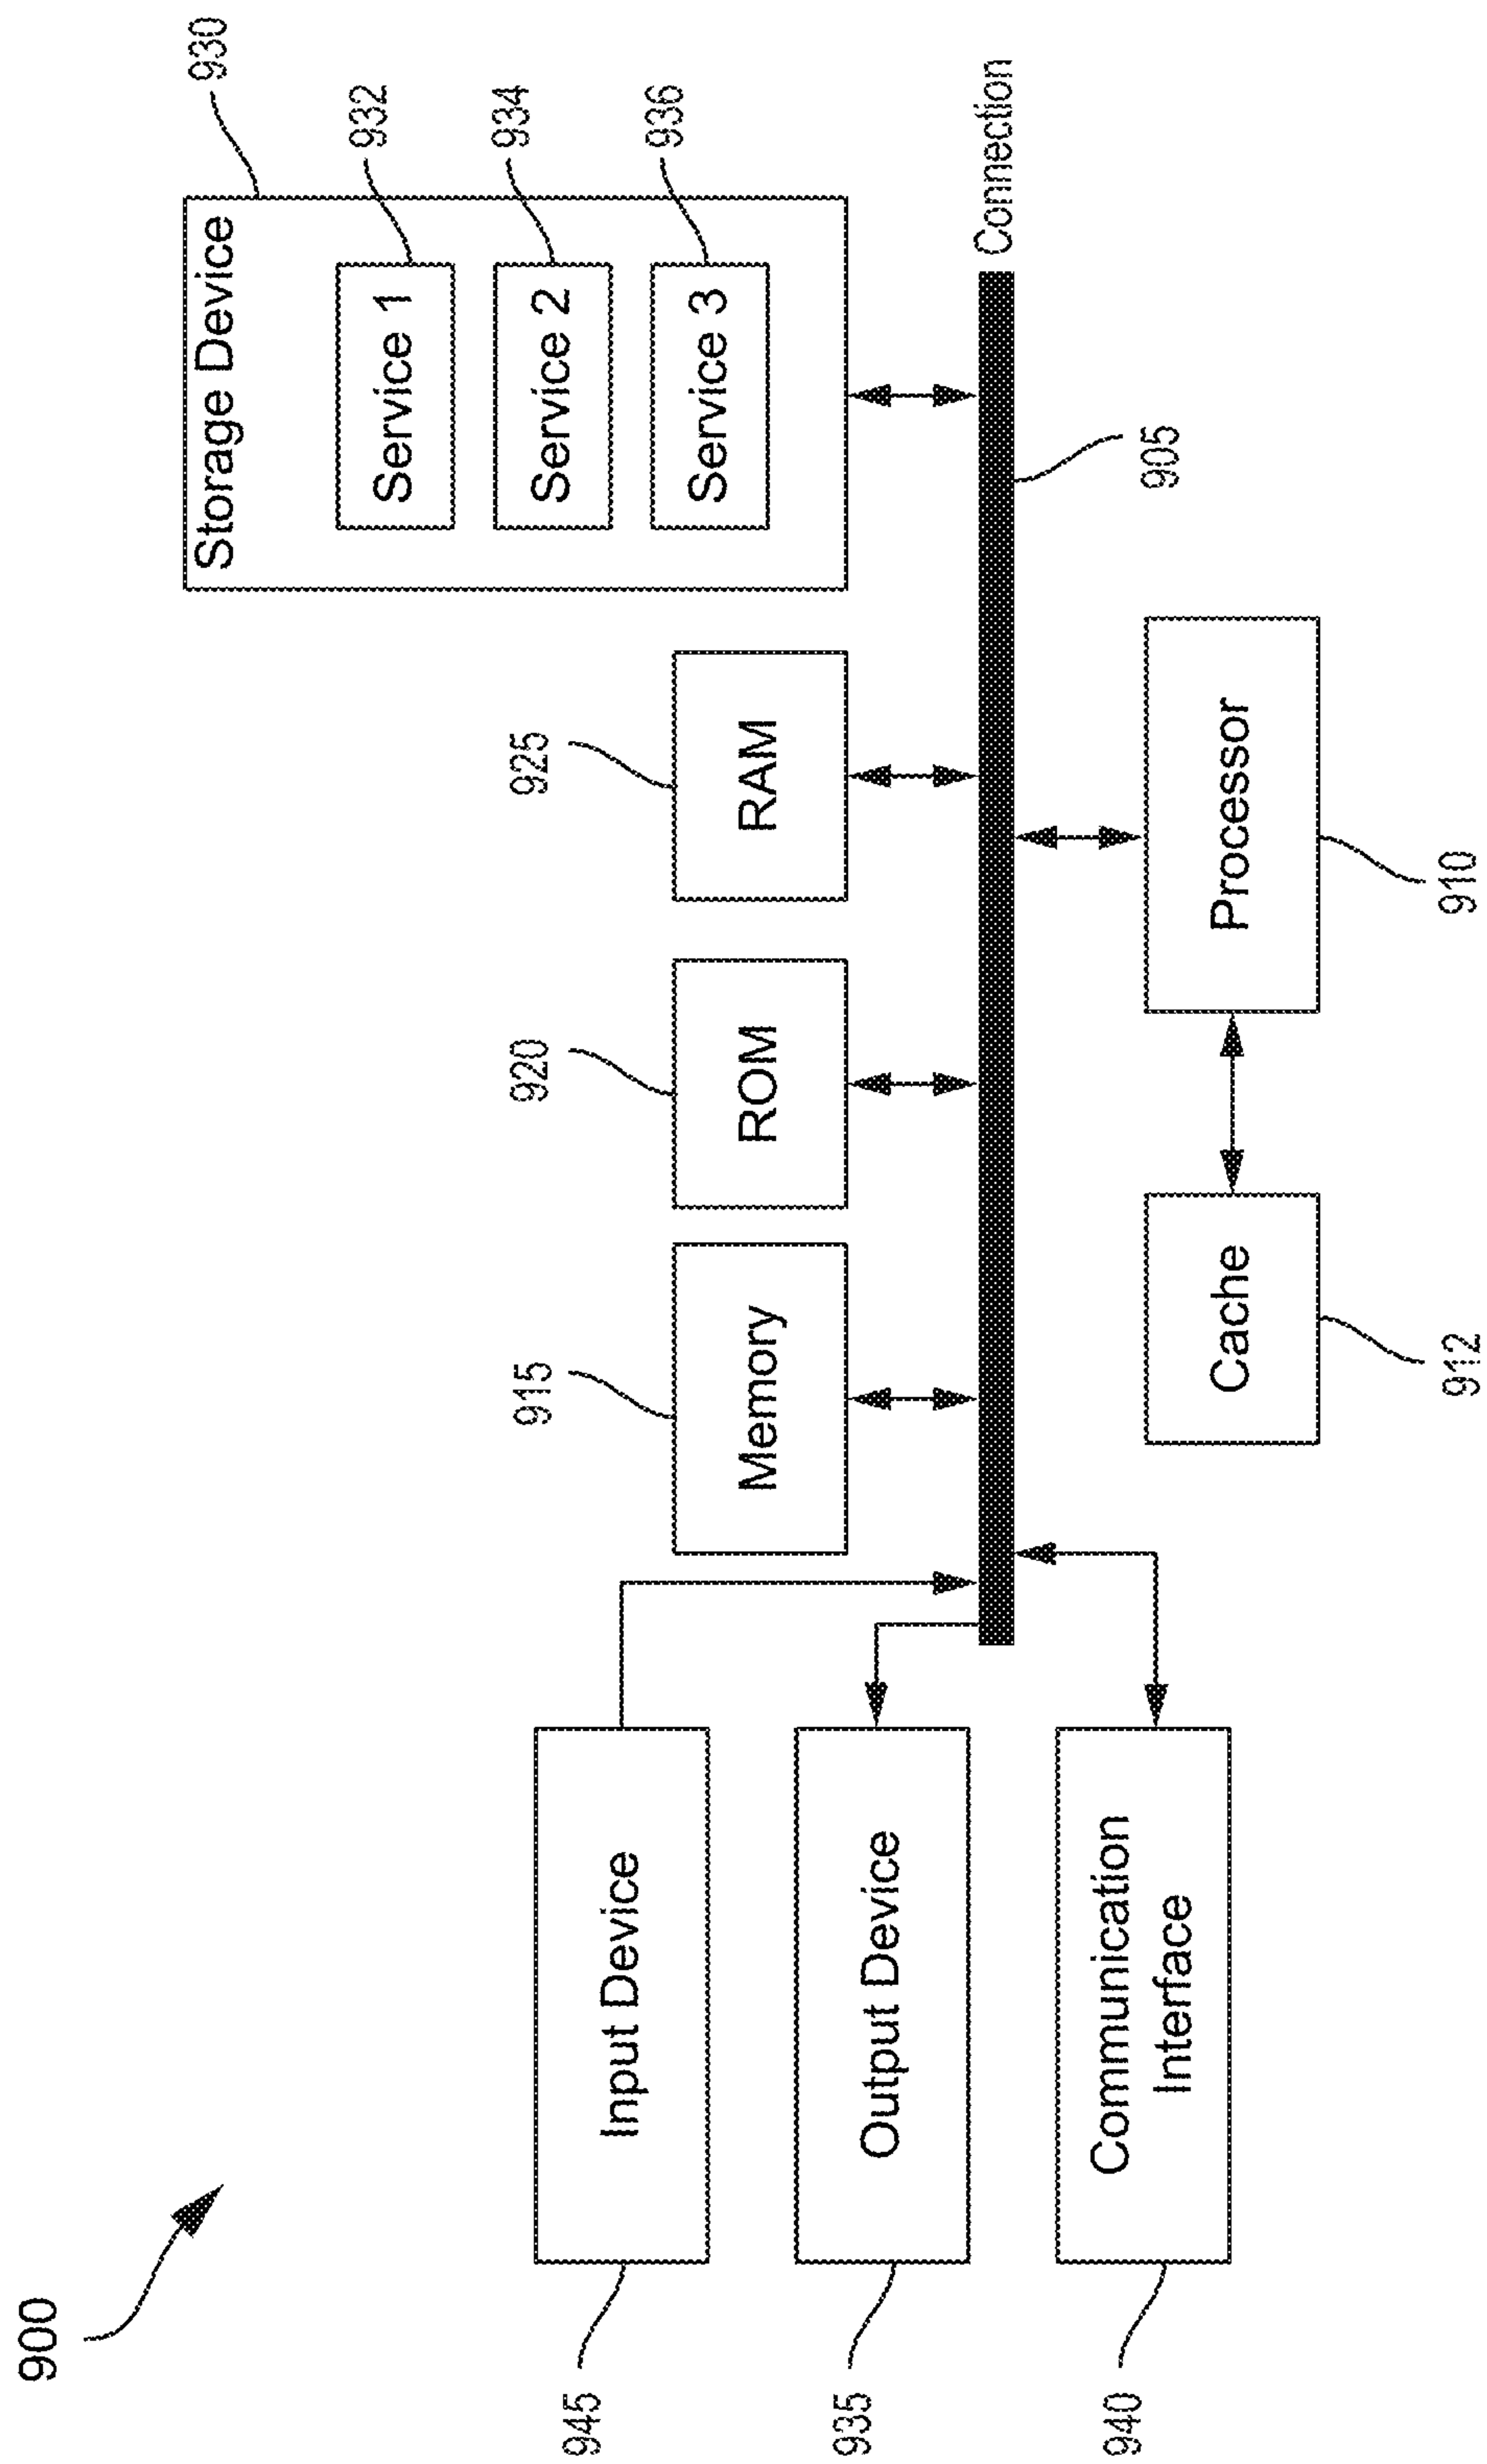 900
930
Storage Device
932
Service 1
934
Service 2
936
Service 3
945
Input Device
915
Memory
920
ROM
925
RAM
935
Output Device
Connection
905
940
Communication
Interface
Cache
912
Processor
910